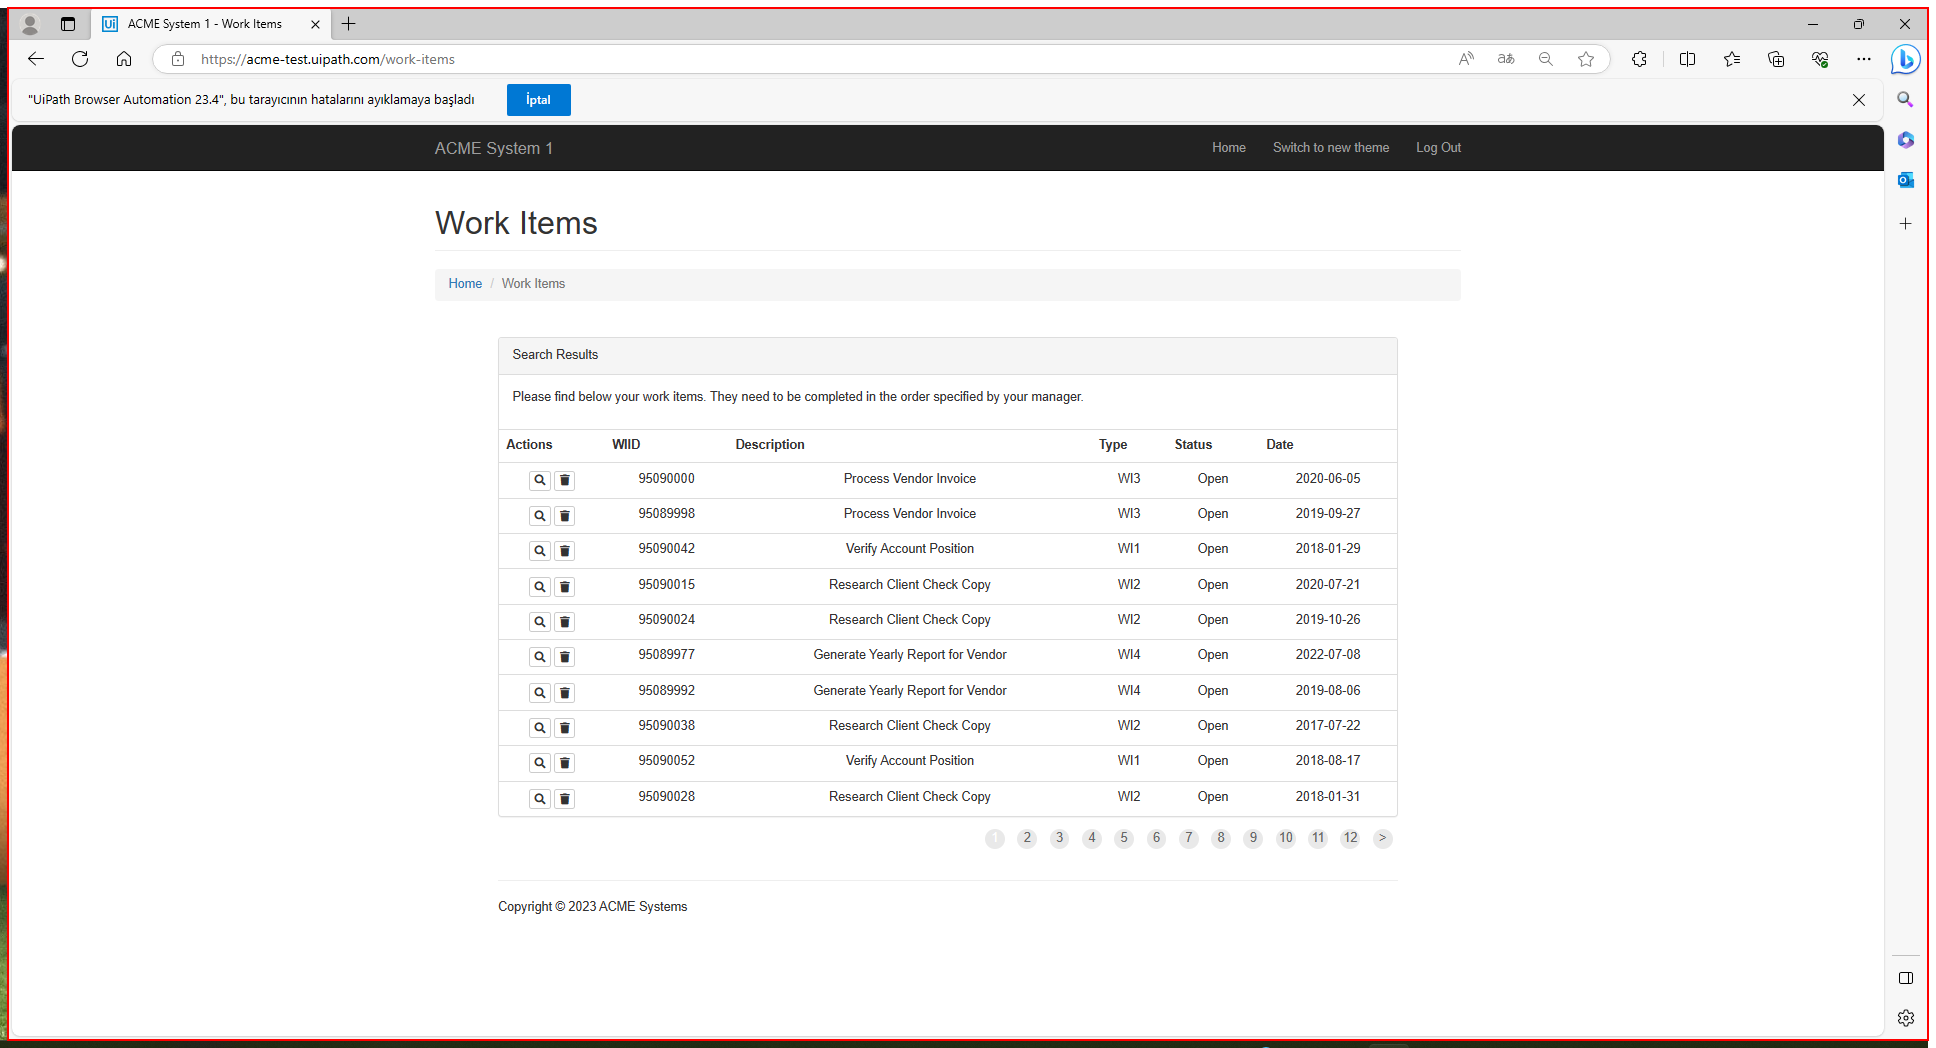 ACME System 1 - Work Items
https://acme-test.uipath.com/work-items
"UiPath Browser Automation 23.4", bu tarayıcının hatalarını ayıklamaya başladı İptal
ACME System 1 Home Switch to new theme Log Out
Work Items
Home / Work Items
Search Results
Please find below your work items. They need to be completed in the order specified by your manager.
Actions WIID Description Type Status Date
95090000 Process Vendor Invoice WI3 Open 2020-06-05
95089998 Process Vendor Invoice WI3 Open 2019-09-27
95090042 Verify Account Position WI1 Open 2018-01-29
95090015 Research Client Check Copy WI2 Open 2020-07-21
95090024 Research Client Check Copy WI2 Open 2019-10-26
95089977 Generate Yearly Report for Vendor WI4 Open 2022-07-08
95089992 Generate Yearly Report for Vendor WI4 Open 2019-08-06
95090038 Research Client Check Copy WI2 Open 2017-07-22
95090052 Verify Account Position WI1 Open 2018-08-17
95090028 Research Client Check Copy WI2 Open 2018-01-31
1 2 3 4 5 6 7 8 9 10 11 12 >
Copyright © 2023 ACME Systems